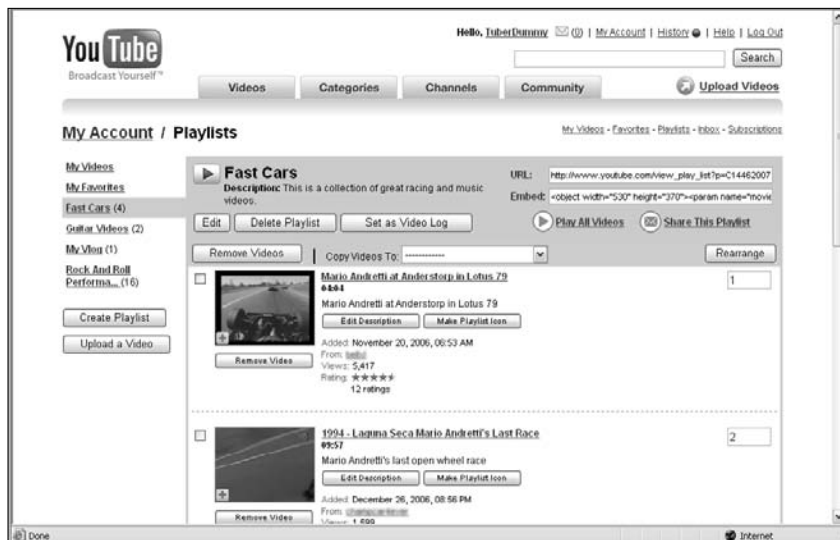 Hello, TuberDummy (0) | My Account | History | Help | Log Out
YouTube
Broadcast Yourself™
Search
Videos
Categories
Channels
Community
Upload Videos
My Account / Playlists
My Videos - Favorites - Playlists - Inbox - Subscriptions
My Videos
My Favorites
Fast Cars (4)
Guitar Videos (2)
My Vlog (1)
Rock And Roll
Performa... (16)
Create Playlist
Upload a Video
Fast Cars
Description: This is a collection of great racing and music
videos.
URL: http://www.youtube.com/view_play_list?p=C14462007
Embed: <object width="530" height="370"><param name="movie
Edit
Delete Playlist
Set as Video Log
Play All Videos
Share This Playlist
Remove Videos
Copy Videos To: ------------
Rearrange
Mario Andretti at Anderstorp in Lotus 79
04:04
Mario Andretti at Anderstorp in Lotus 79
Edit Description
Make Playlist Icon
Added: November 20, 2006, 06:53 AM
From:
Views: 5,417
Rating:
12 ratings
Remove Video
1
1994 - Laguna Seca Mario Andretti's Last Race
09:57
Mario Andretti's last open wheel race
Edit Description
Make Playlist Icon
Added: December 26, 2006, 08:56 PM
From:
Views: 1,599
Remove Video
2
Done
Internet